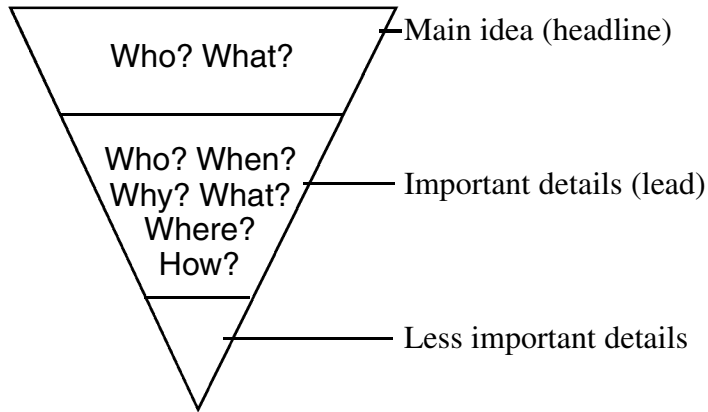 Who? What?
Main idea (headline)
Who? When?
Why? What?
Where?
How?
Important details (lead)
Less important details